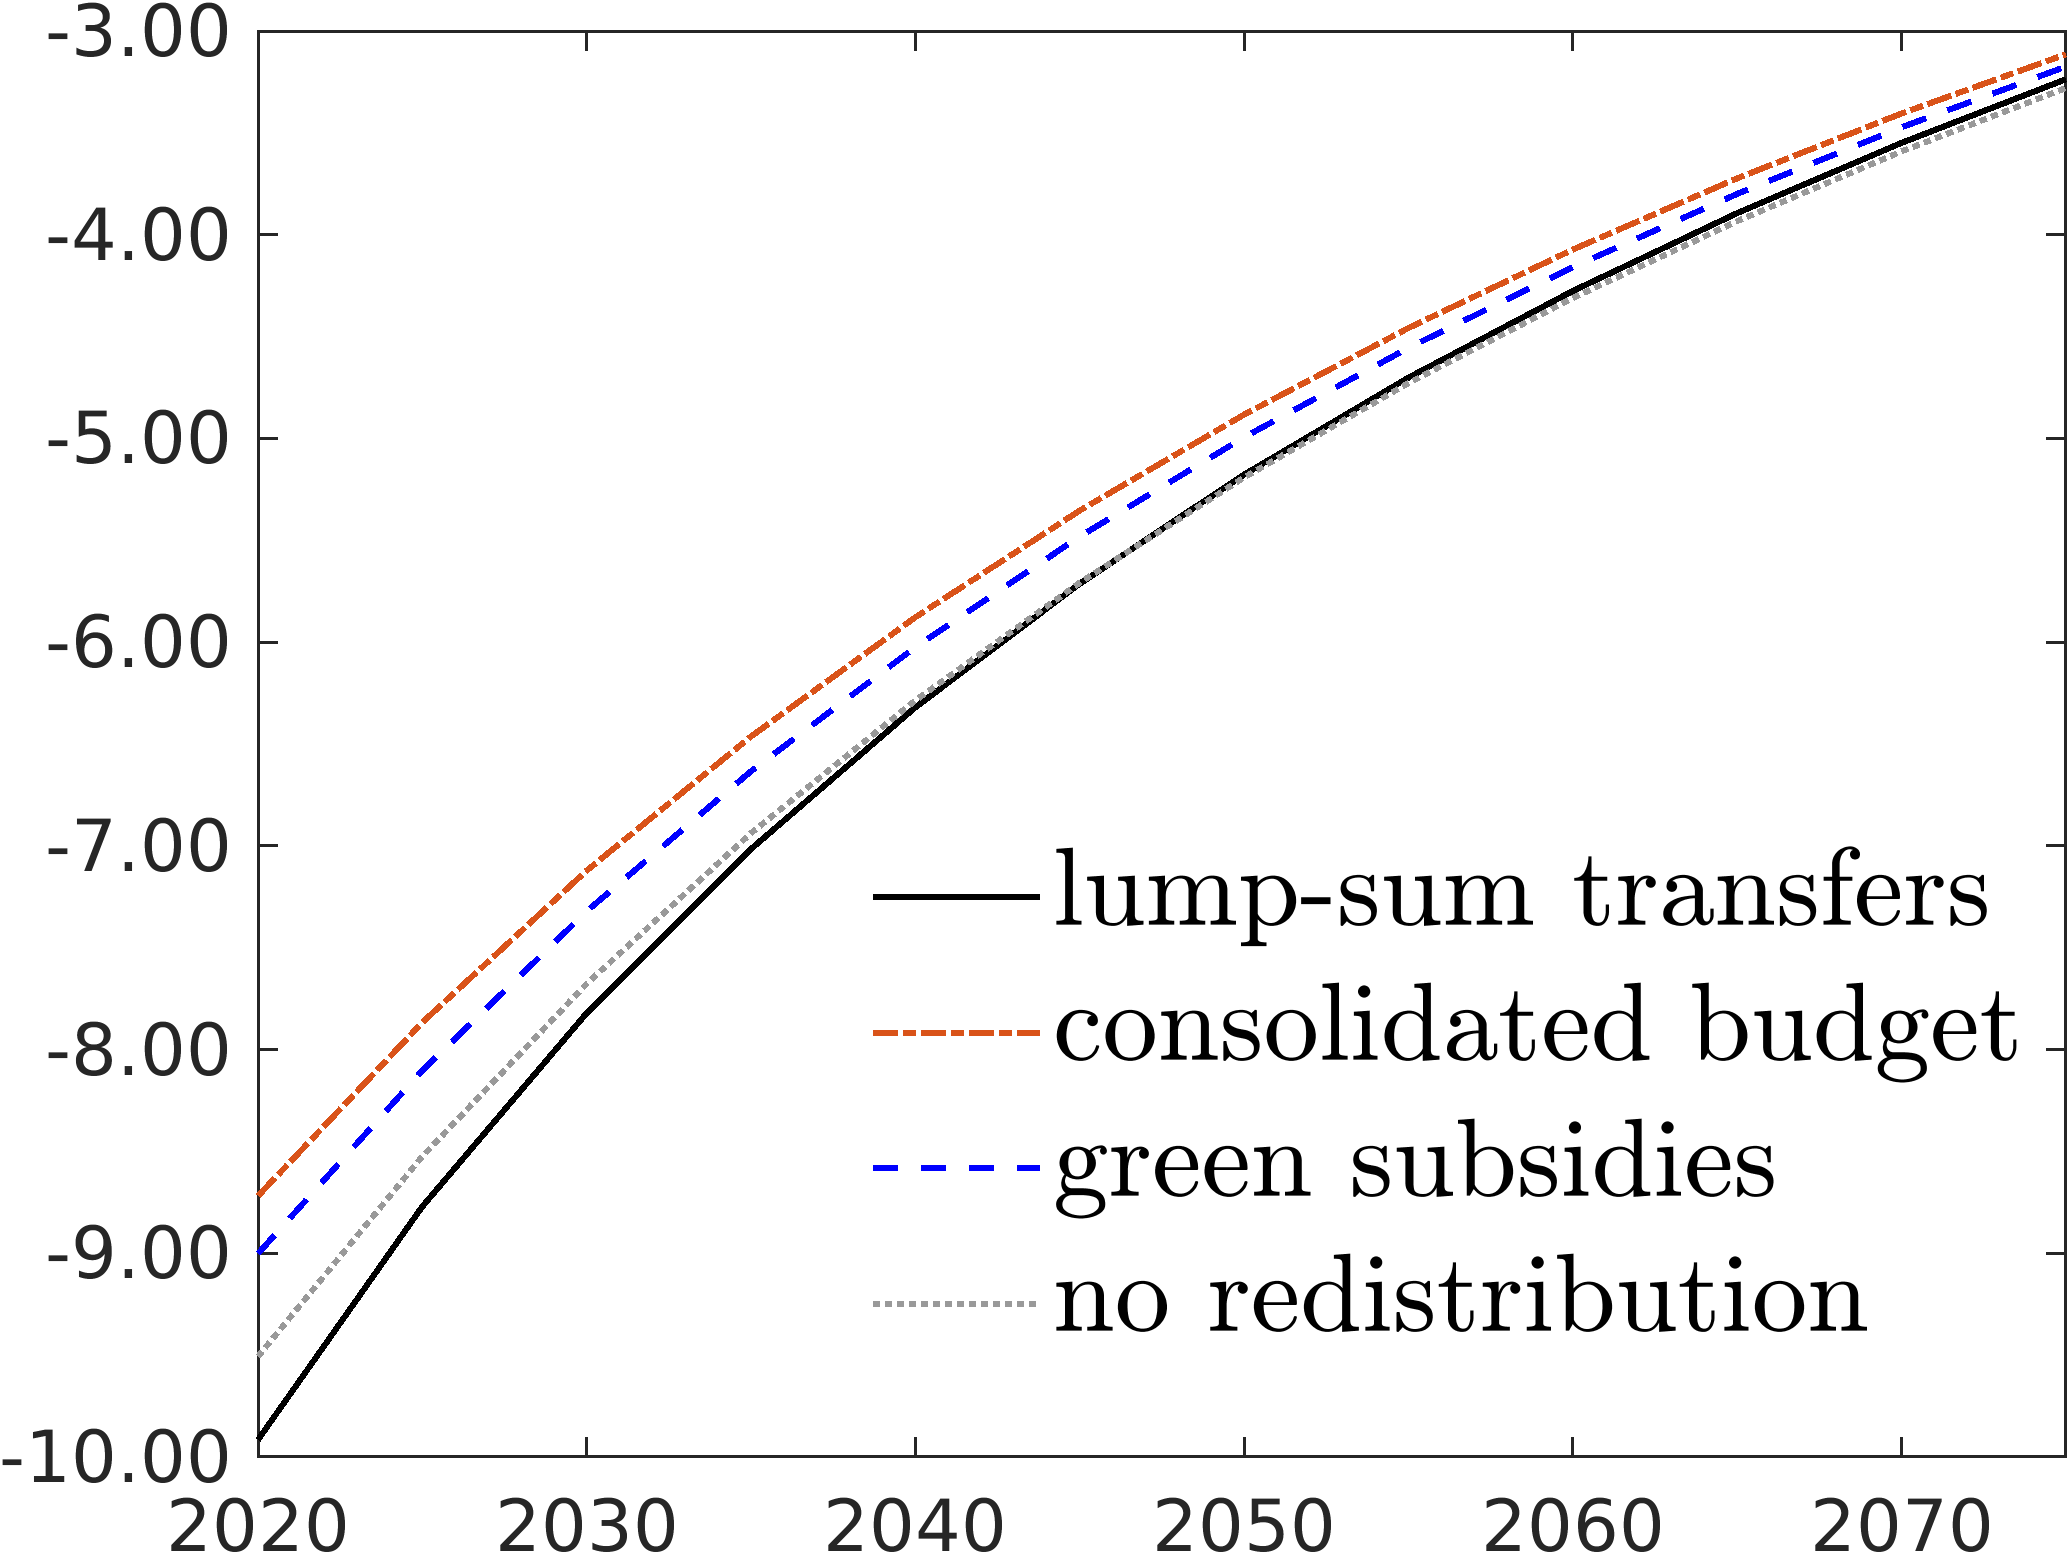 -3.00
-4.00
-5.00
-6.00
-7.00
-8.00
-9.00
-10.00
lump-sum transfers
consolidated budget
green subsidies
no redistribution
2020 2030 2040 2050 2060 2070